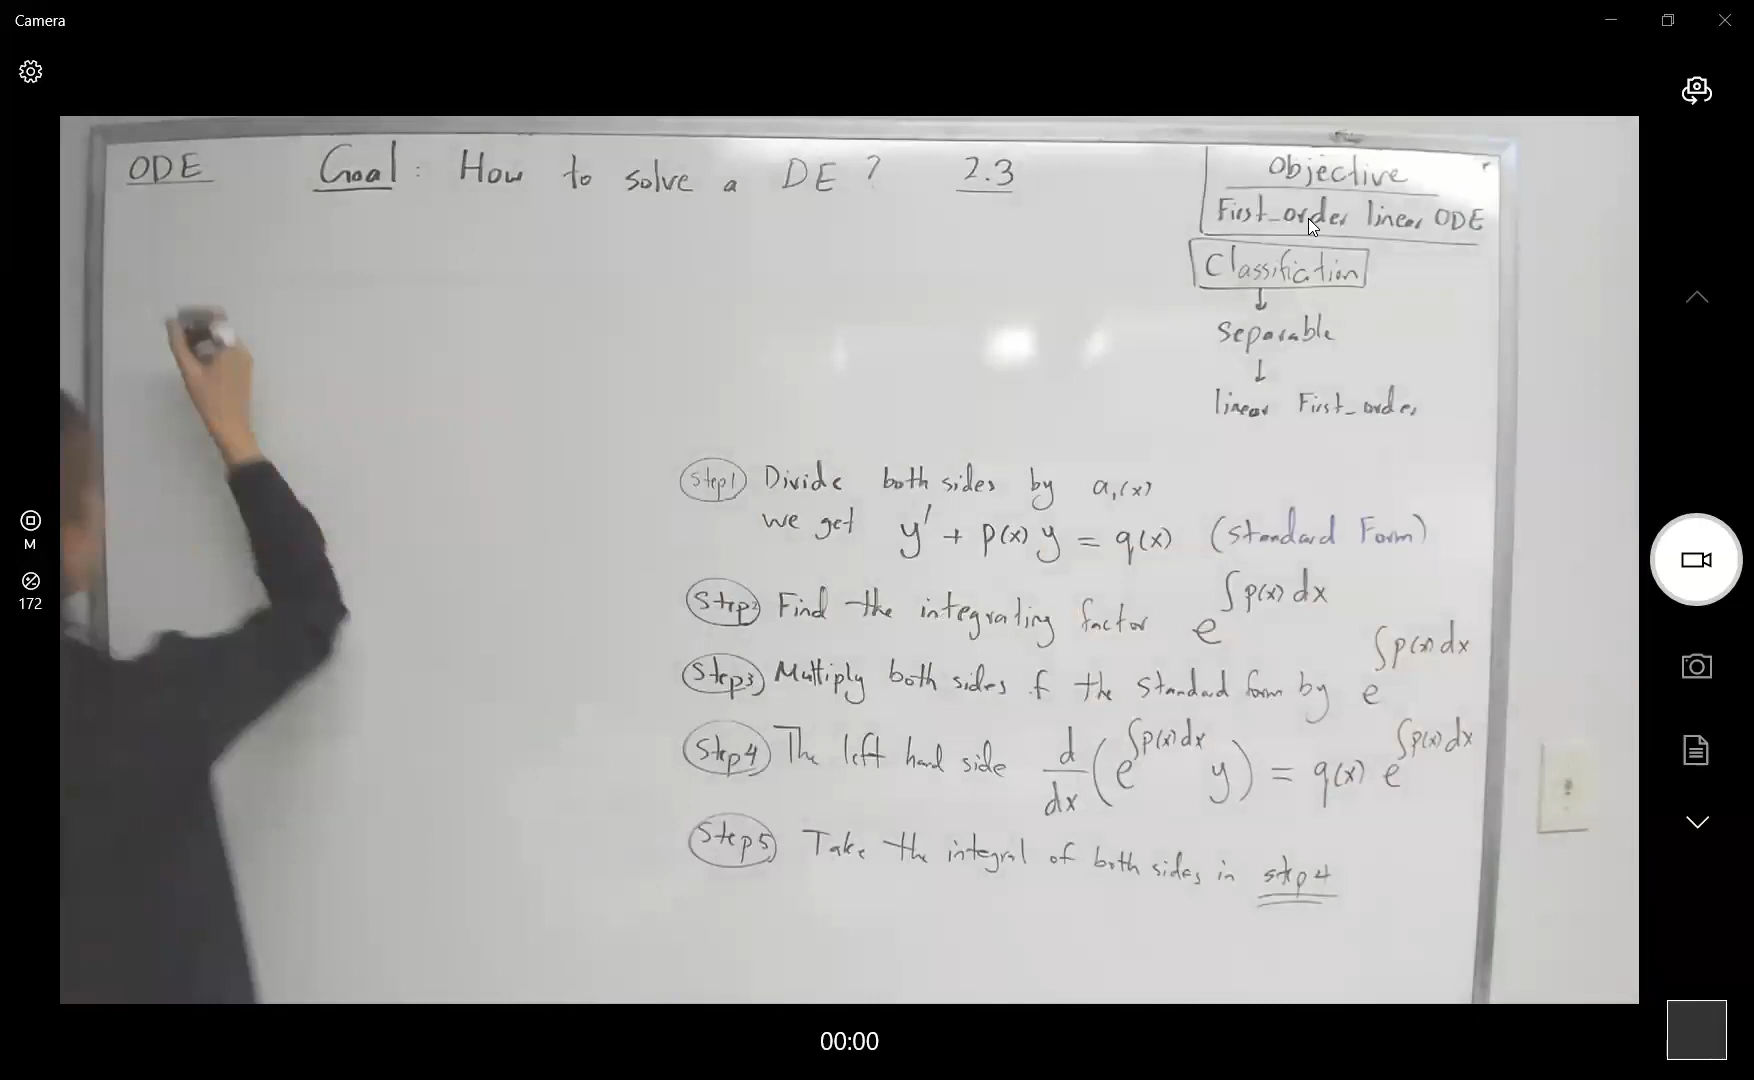 Camera
ODE Goal: How to solve a DE? 2.3
Objective
First_order linear ODE
Classification
↓
Separable
↓
linear First_order
Step1 Divide both sides by a₁(x)
we get y' + p(x) y = q(x) (Standard Form)
Step2 Find the integrating factor e^∫p(x)dx
Step3 Multiply both sides of the standard form by e^∫p(x)dx
Step4 The left hand side d/dx (e^∫p(x)dx y) = q(x) e^∫p(x)dx
Step5 Take the integral of both sides in step4
M
172
00:00